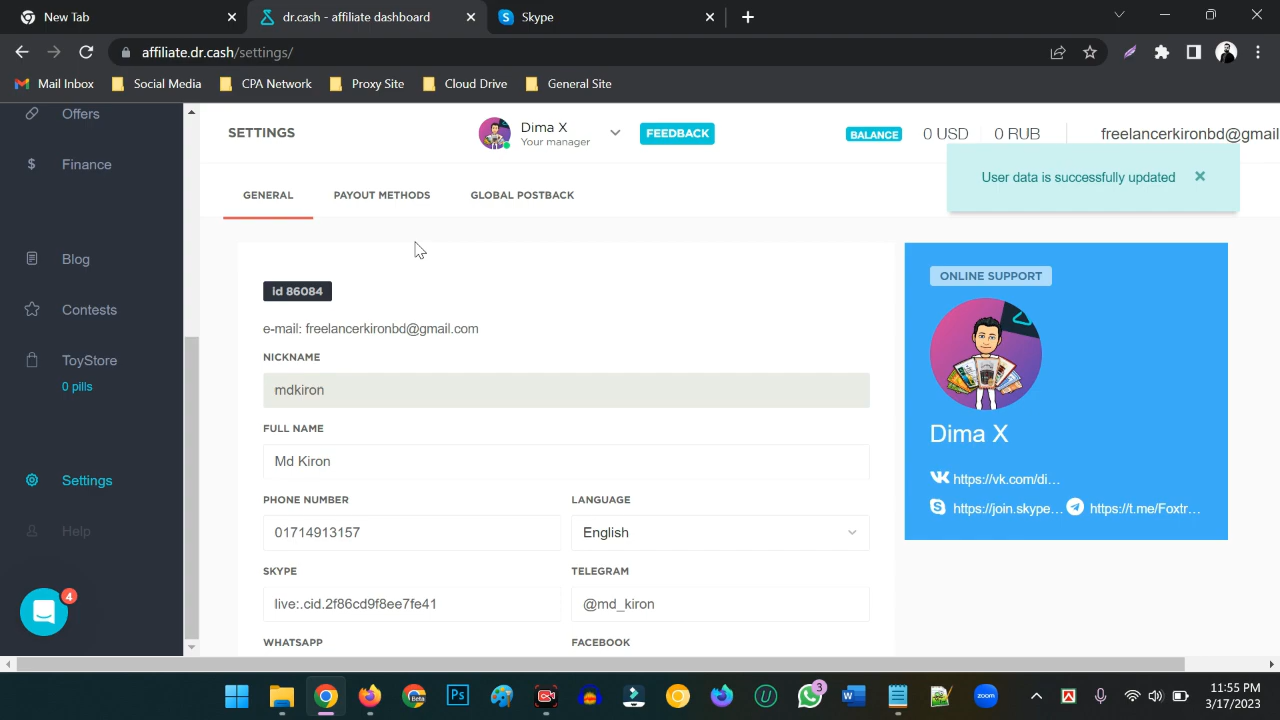 New Tab
dr.cash - affiliate dashboard
Skype
affiliate.dr.cash/settings/
Mail Inbox
Social Media
CPA Network
Proxy Site
Cloud Drive
General Site
Offers
Finance
Blog
Contests
ToyStore
0 pills
Settings
Help
4
SETTINGS
Dima X
Your manager
FEEDBACK
BALANCE
0 USD
0 RUB
freelancerkironbd@gmail
User data is successfully updated
GENERAL
PAYOUT METHODS
GLOBAL POSTBACK
id 86084
e-mail: freelancerkironbd@gmail.com
NICKNAME
mdkiron
FULL NAME
Md Kiron
PHONE NUMBER
LANGUAGE
01714913157
English
SKYPE
TELEGRAM
live:.cid.2f86cd9f8ee7fe41
@md_kiron
WHATSAPP
FACEBOOK
ONLINE SUPPORT
Dima X
https://vk.com/di...
https://join.skype...
https://t.me/Foxtr...
Ps
Beta
3
W
zoom
11:55 PM
3/17/2023